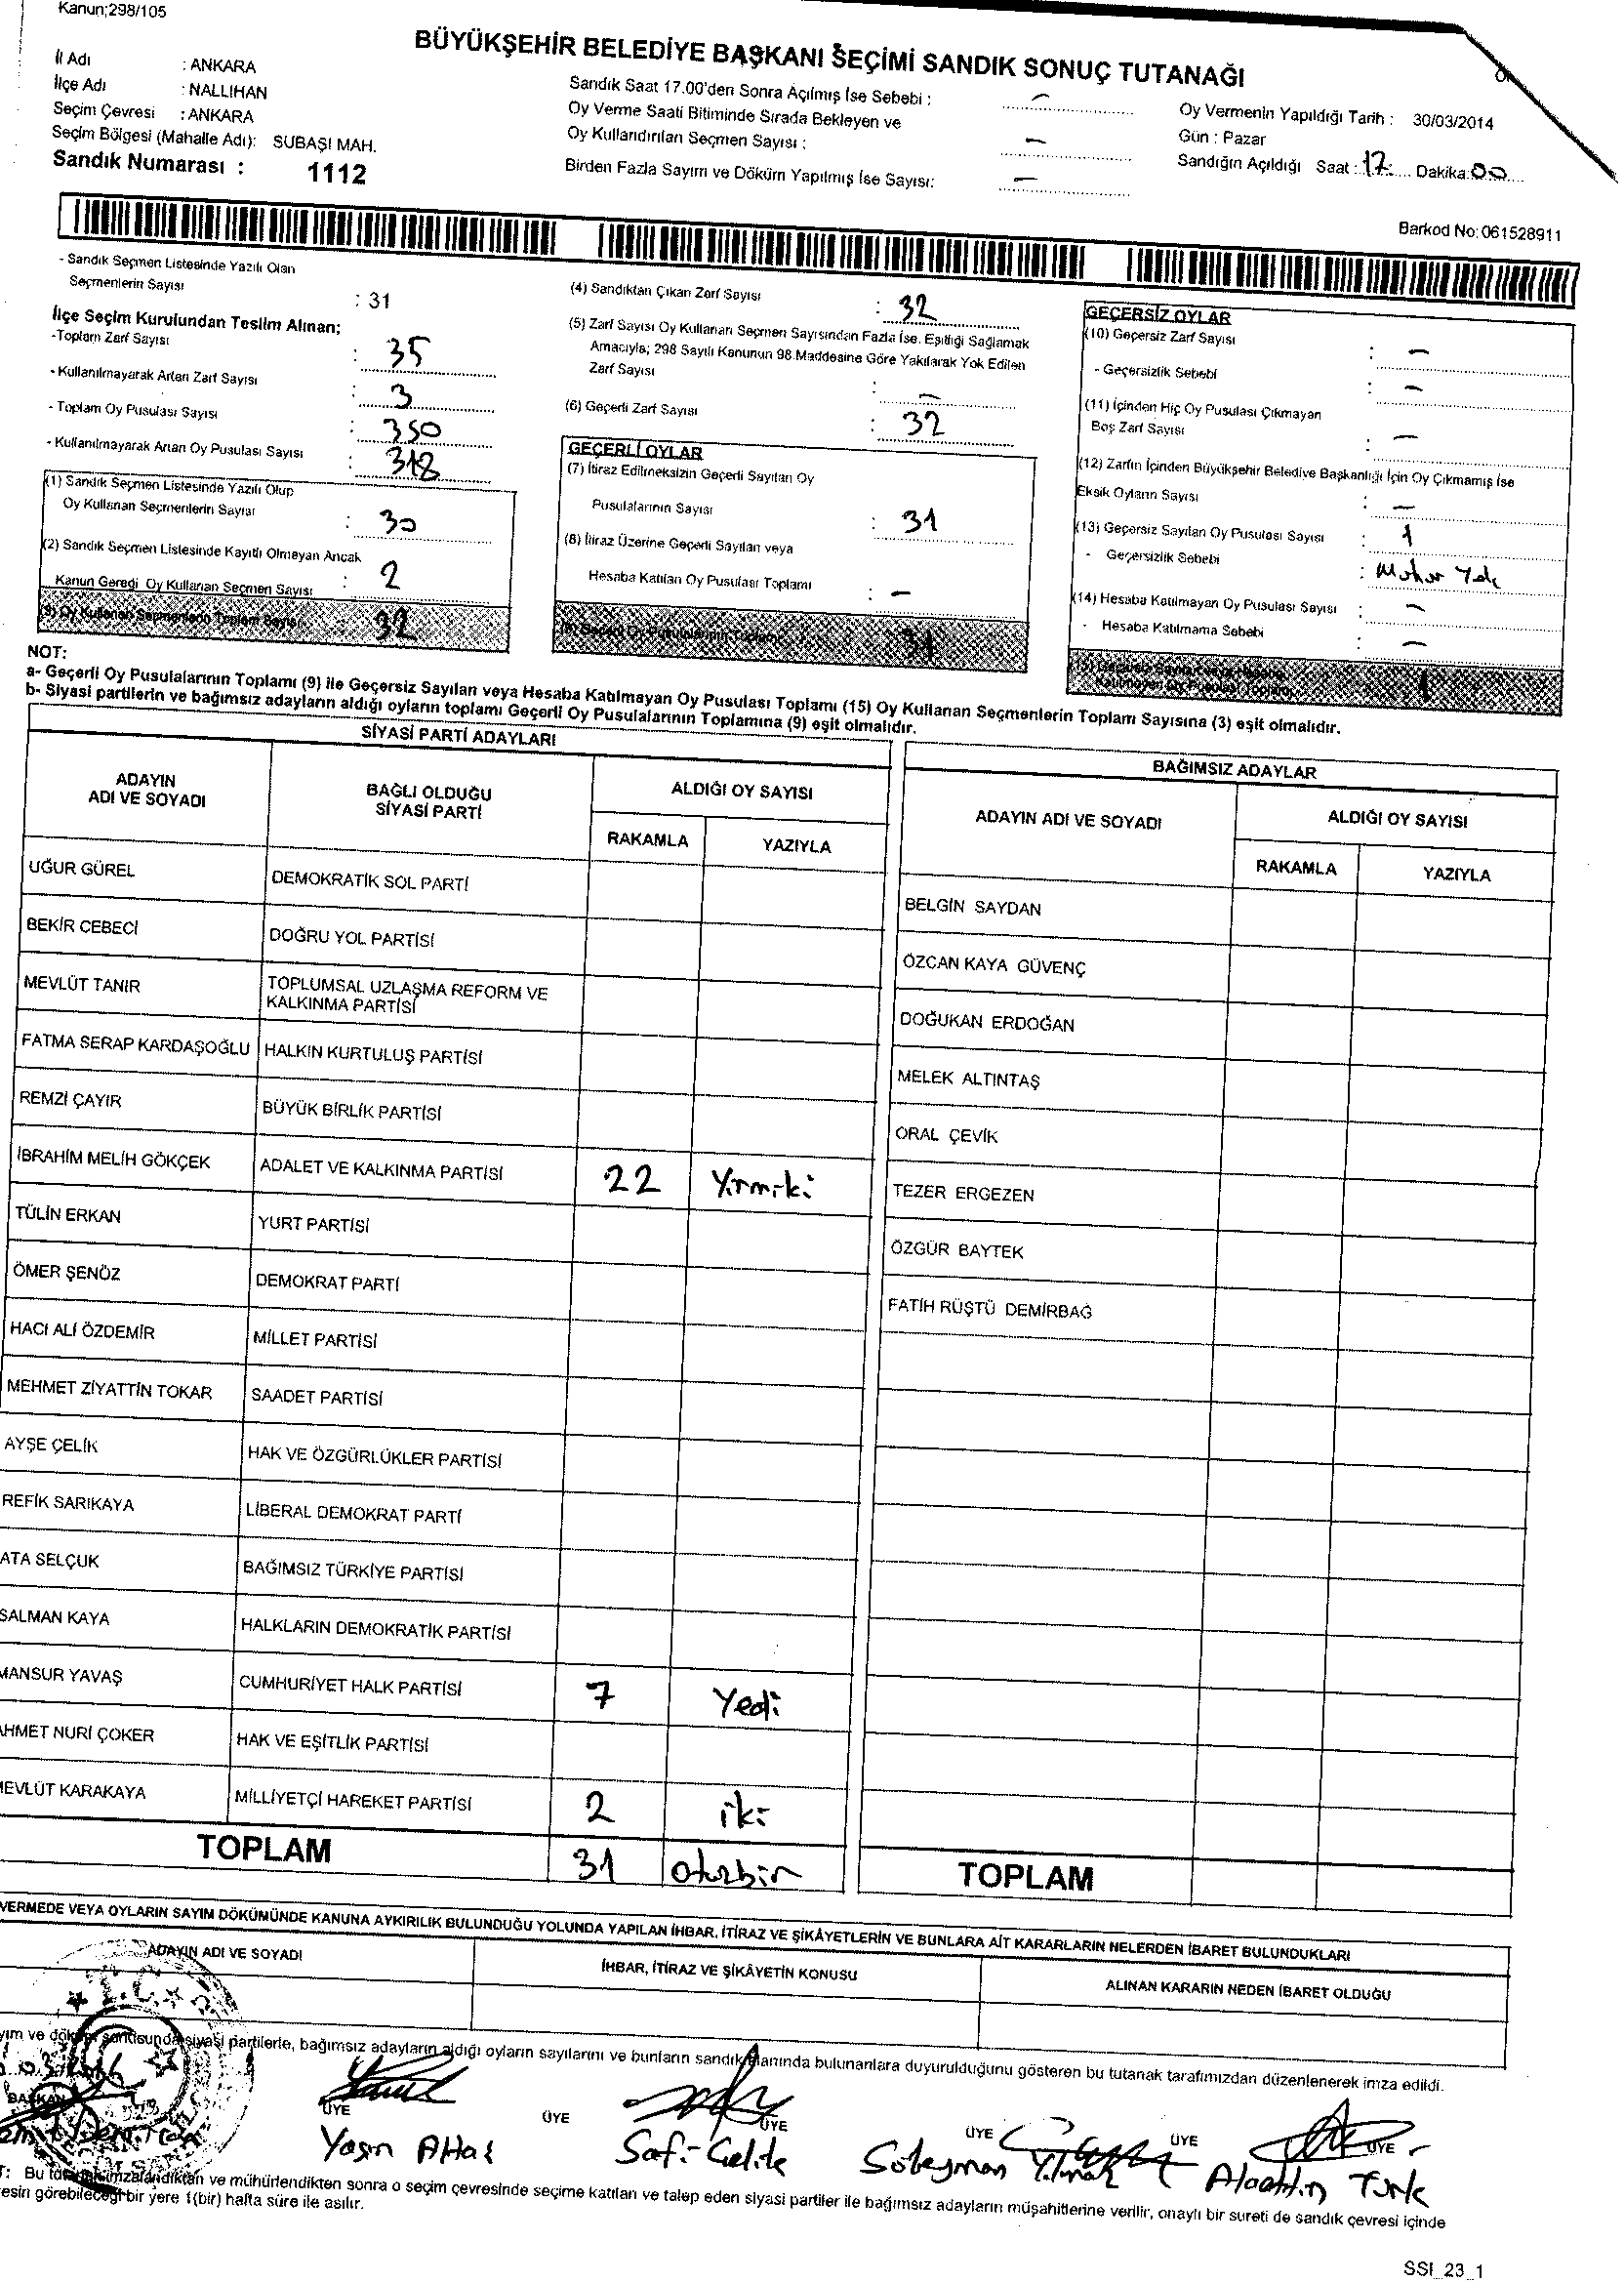 Kanun;298/105
BÜYÜKŞEHİR BELEDİYE BAŞKANI SEÇİMİ SANDIK SONUÇ TUTANAĞI
İl Adı : ANKARA
İlçe Adı : NALLIHAN
Seçim Çevresi : ANKARA
Seçim Bölgesi (Mahalle Adı): SUBAŞI MAH.
Sandık Numarası : 1112
Sandık Saat 17.00'den Sonra Açılmış İse Sebebi : –
Oy Verme Saati Bitiminde Sırada Bekleyen ve
Oy Kullandırılan Seçmen Sayısı : –
Birden Fazla Sayım ve Döküm Yapılmış İse Sayısı: –
Oy Vermenin Yapıldığı Tarih : 30/03/2014
Gün : Pazar
Sandığın Açıldığı Saat : 17 Dakika: 00
Barkod No: 061528911
- Sandık Seçmen Listesinde Yazılı Olan
Seçmenlerin Sayısı : 31
İlçe Seçim Kurulundan Teslim Alınan;
-Toplam Zarf Sayısı : 35
- Kullanılmayarak Artan Zarf Sayısı : 3
- Toplam Oy Pusulası Sayısı : 350
- Kullanılmayarak Artan Oy Pusulası Sayısı : 318
(1) Sandık Seçmen Listesinde Yazılı Olup
Oy Kullanan Seçmenlerin Sayısı : 30
(2) Sandık Seçmen Listesinde Kayıtlı Olmayan Ancak
Kanun Gereği Oy Kullanan Seçmen Sayısı : 2
(3) Oy Kullanan Seçmenlerin Toplam Sayısı 32
(4) Sandıktan Çıkan Zarf Sayısı : 32
(5) Zarf Sayısı Oy Kullanan Seçmen Sayısından Fazla İse. Eşitliği Sağlamak
Amacıyla; 298 Sayılı Kanunun 98.Maddesine Göre Yakılarak Yok Edilen
Zarf Sayısı : –
(6) Geçerli Zarf Sayısı : 32
GEÇERLİ OYLAR
(7) İtiraz Edilmeksizin Geçerli Sayılan Oy
Pusulalarının Sayısı : 31
(8) İtiraz Üzerine Geçerli Sayılan veya
Hesaba Katılan Oy Pusulası Toplamı : –
(9) Geçerli Oy Pusulalarının Toplamı 31
GEÇERSİZ OYLAR
(10) Geçersiz Zarf Sayısı : –
- Geçersizlik Sebebi : –
(11) İçinden Hiç Oy Pusulası Çıkmayan
Boş Zarf Sayısı : –
(12) Zarfın İçinden Büyükşehir Belediye Başkanlığı İçin Oy Çıkmamış İse
Eksik Oyların Sayısı : –
(13) Geçersiz Sayılan Oy Pusulası Sayısı : 1
- Geçersizlik Sebebi : Mühür Yok
(14) Hesaba Katılmayan Oy Pusulası Sayısı : –
- Hesaba Katılmama Sebebi : –
(15) Geçersiz Sayılan veya Hesaba
Katılmayan Oy Pusulası Toplamı 1
NOT:
a- Geçerli Oy Pusulalarının Toplamı (9) ile Geçersiz Sayılan veya Hesaba Katılmayan Oy Pusulası Toplamı (15) Oy Kullanan Seçmenlerin Toplam Sayısına (3) eşit olmalıdır.
b- Siyasi partilerin ve bağımsız adayların aldığı oyların toplamı Geçerli Oy Pusulalarının Toplamına (9) eşit olmalıdır.
SİYASİ PARTİ ADAYLARI
ADAYIN
ADI VE SOYADI
BAĞLI OLDUĞU
SİYASİ PARTİ
ALDIĞI OY SAYISI
RAKAMLA YAZIYLA
UĞUR GÜREL DEMOKRATİK SOL PARTİ
BEKİR CEBECİ DOĞRU YOL PARTİSİ
MEVLÜT TANIR TOPLUMSAL UZLAŞMA REFORM VE
KALKINMA PARTİSİ
FATMA SERAP KARDAŞOĞLU HALKIN KURTULUŞ PARTİSİ
REMZİ ÇAYIR BÜYÜK BİRLİK PARTİSİ
İBRAHİM MELİH GÖKÇEK ADALET VE KALKINMA PARTİSİ 22 Yirmiki
TÜLİN ERKAN YURT PARTİSİ
ÖMER ŞENÖZ DEMOKRAT PARTİ
HACI ALİ ÖZDEMİR MİLLET PARTİSİ
MEHMET ZİYATTİN TOKAR SAADET PARTİSİ
AYŞE ÇELİK HAK VE ÖZGÜRLÜKLER PARTİSİ
REFİK SARIKAYA LİBERAL DEMOKRAT PARTİ
ATA SELÇUK BAĞIMSIZ TÜRKİYE PARTİSİ
SALMAN KAYA HALKLARIN DEMOKRATİK PARTİSİ
MANSUR YAVAŞ CUMHURİYET HALK PARTİSİ 7 Yedi
AHMET NURİ ÇOKER HAK VE EŞİTLİK PARTİSİ
MEVLÜT KARAKAYA MİLLİYETÇİ HAREKET PARTİSİ 2 iki
TOPLAM 31 otuzbir
BAĞIMSIZ ADAYLAR
ADAYIN ADI VE SOYADI
ALDIĞI OY SAYISI
RAKAMLA YAZIYLA
BELGİN SAYDAN
ÖZCAN KAYA GÜVENÇ
DOĞUKAN ERDOĞAN
MELEK ALTINTAŞ
ORAL ÇEVİK
TEZER ERGEZEN
ÖZGÜR BAYTEK
FATİH RÜŞTÜ DEMİRBAĞ
TOPLAM
VERMEDE VEYA OYLARIN SAYIM DÖKÜMÜNDE KANUNA AYKIRILIK BULUNDUĞU YOLUNDA YAPILAN İHBAR, İTİRAZ VE ŞİKÂYETLERİN VE BUNLARA AİT KARARLARIN NELERDEN İBARET BULUNDUKLARI
ADAYIN ADI VE SOYADI
İHBAR, İTİRAZ VE ŞİKÂYETİN KONUSU
ALINAN KARARIN NEDEN İBARET OLDUĞU
yım ve döküm sonucunda siyasi partilerle, bağımsız adayların aldığı oyların sayılarını ve bunların sandık alanında bulunanlara duyurulduğunu gösteren bu tutanak tarafımızdan düzenlenerek imza edildi.
T.C.
BAŞKAN
ÜYE ÜYE ÜYE ÜYE ÜYE ÜYE
Yaşın Süleyman Yılmaz Alaattin Türk
T: Bu tutanak imzalandıktan ve mühürlendikten sonra o seçim çevresinde seçime katılan ve talep eden siyasi partiler ile bağımsız adayların müşahitlerine verilir, onaylı bir sureti de sandık çevresi içinde
esin görebileceği bir yere 1(bir) hafta süre ile asılır.
SSI_23_1